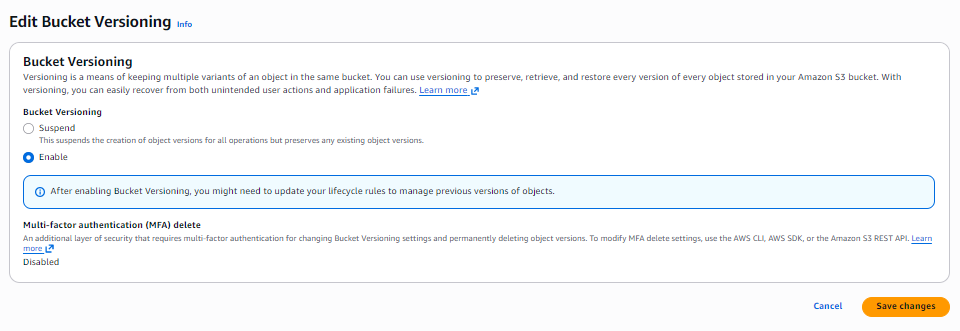 Edit Bucket Versioning Info
Bucket Versioning
Versioning is a means of keeping multiple variants of an object in the same bucket. You can use versioning to preserve, retrieve, and restore every version of every object stored in your Amazon S3 bucket. With
versioning, you can easily recover from both unintended user actions and application failures. Learn more
Bucket Versioning
Suspend
This suspends the creation of object versions for all operations but preserves any existing object versions.
Enable
After enabling Bucket Versioning, you might need to update your lifecycle rules to manage previous versions of objects.
Multi-factor authentication (MFA) delete
An additional layer of security that requires multi-factor authentication for changing Bucket Versioning settings and permanently deleting object versions. To modify MFA delete settings, use the AWS CLI, AWS SDK, or the Amazon S3 REST API. Learn
more
Disabled
Cancel Save changes